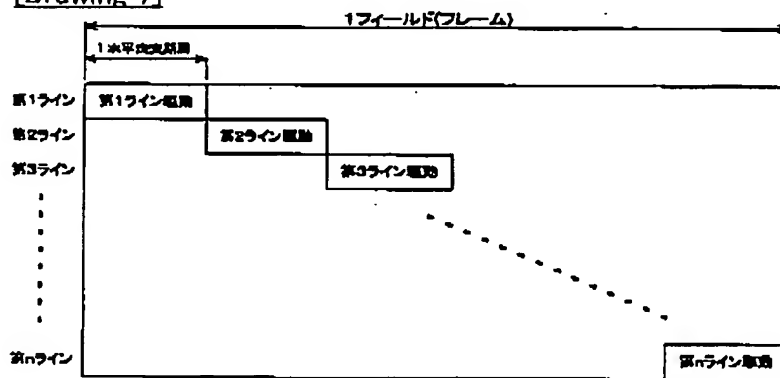 [Drawing 7]
1フィールド(フレーム)
1水平走査期間
第1ライン 第1ライン駆動
第2ライン 第2ライン駆動
第3ライン 第3ライン駆動
第nライン 第nライン駆動